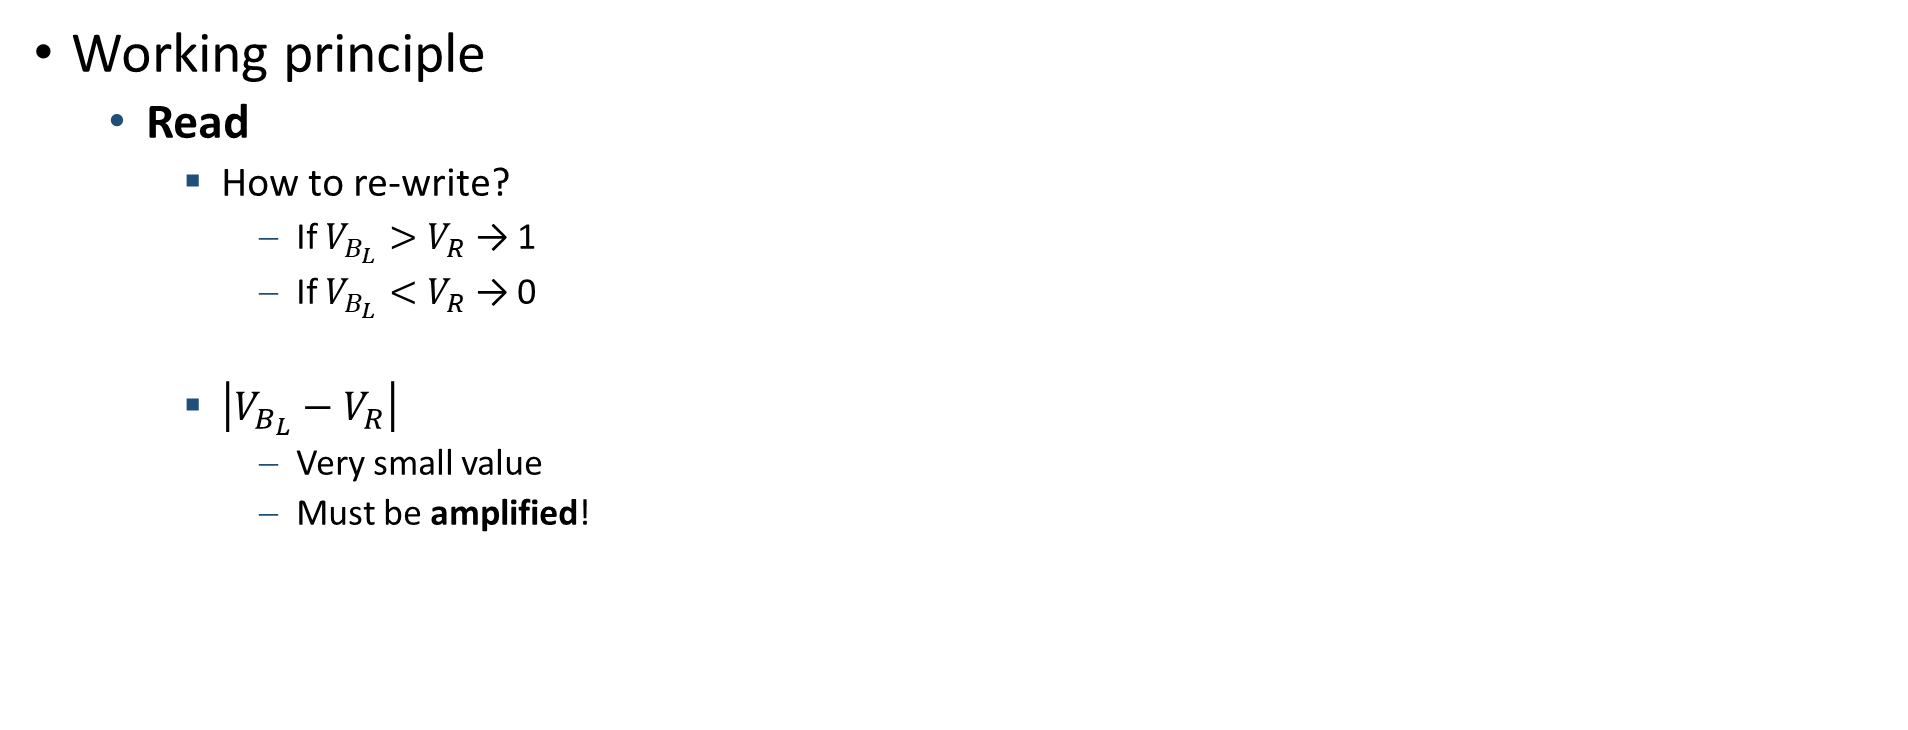 • Working principle
• Read
▪ How to re-write?
– If V_{B_L} > V_R → 1
– If V_{B_L} < V_R → 0
▪ |V_{B_L} − V_R|
– Very small value
– Must be amplified!